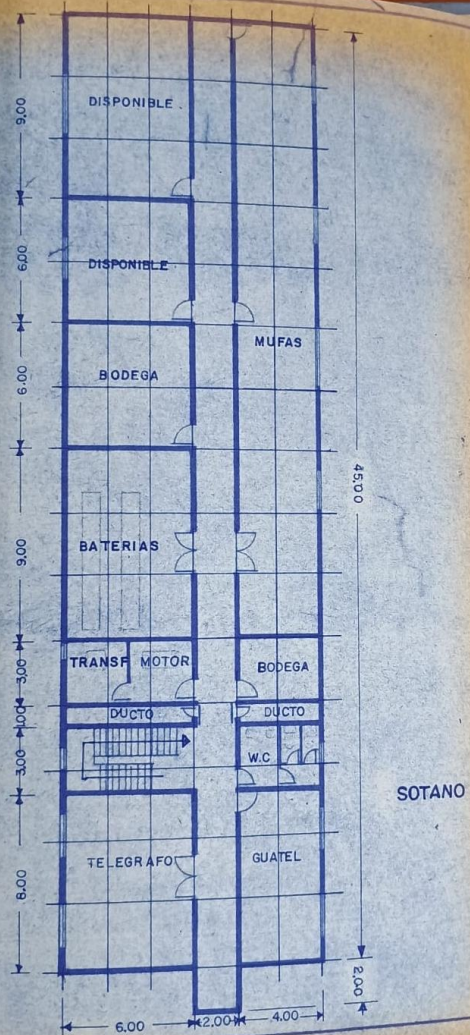 DISPONIBLE
9.00
6.00
DISPONIBLE
MUFAS
BODEGA
6.00
45.00
BATERIAS
9.00
TRANSF MOTOR
BODEGA
3.00
DUCTO
DUCTO
1.00
W.C
3.00
SOTANO
TELEGRAFO
GUATEL
8.00
2.00
6.00
2.00
4.00